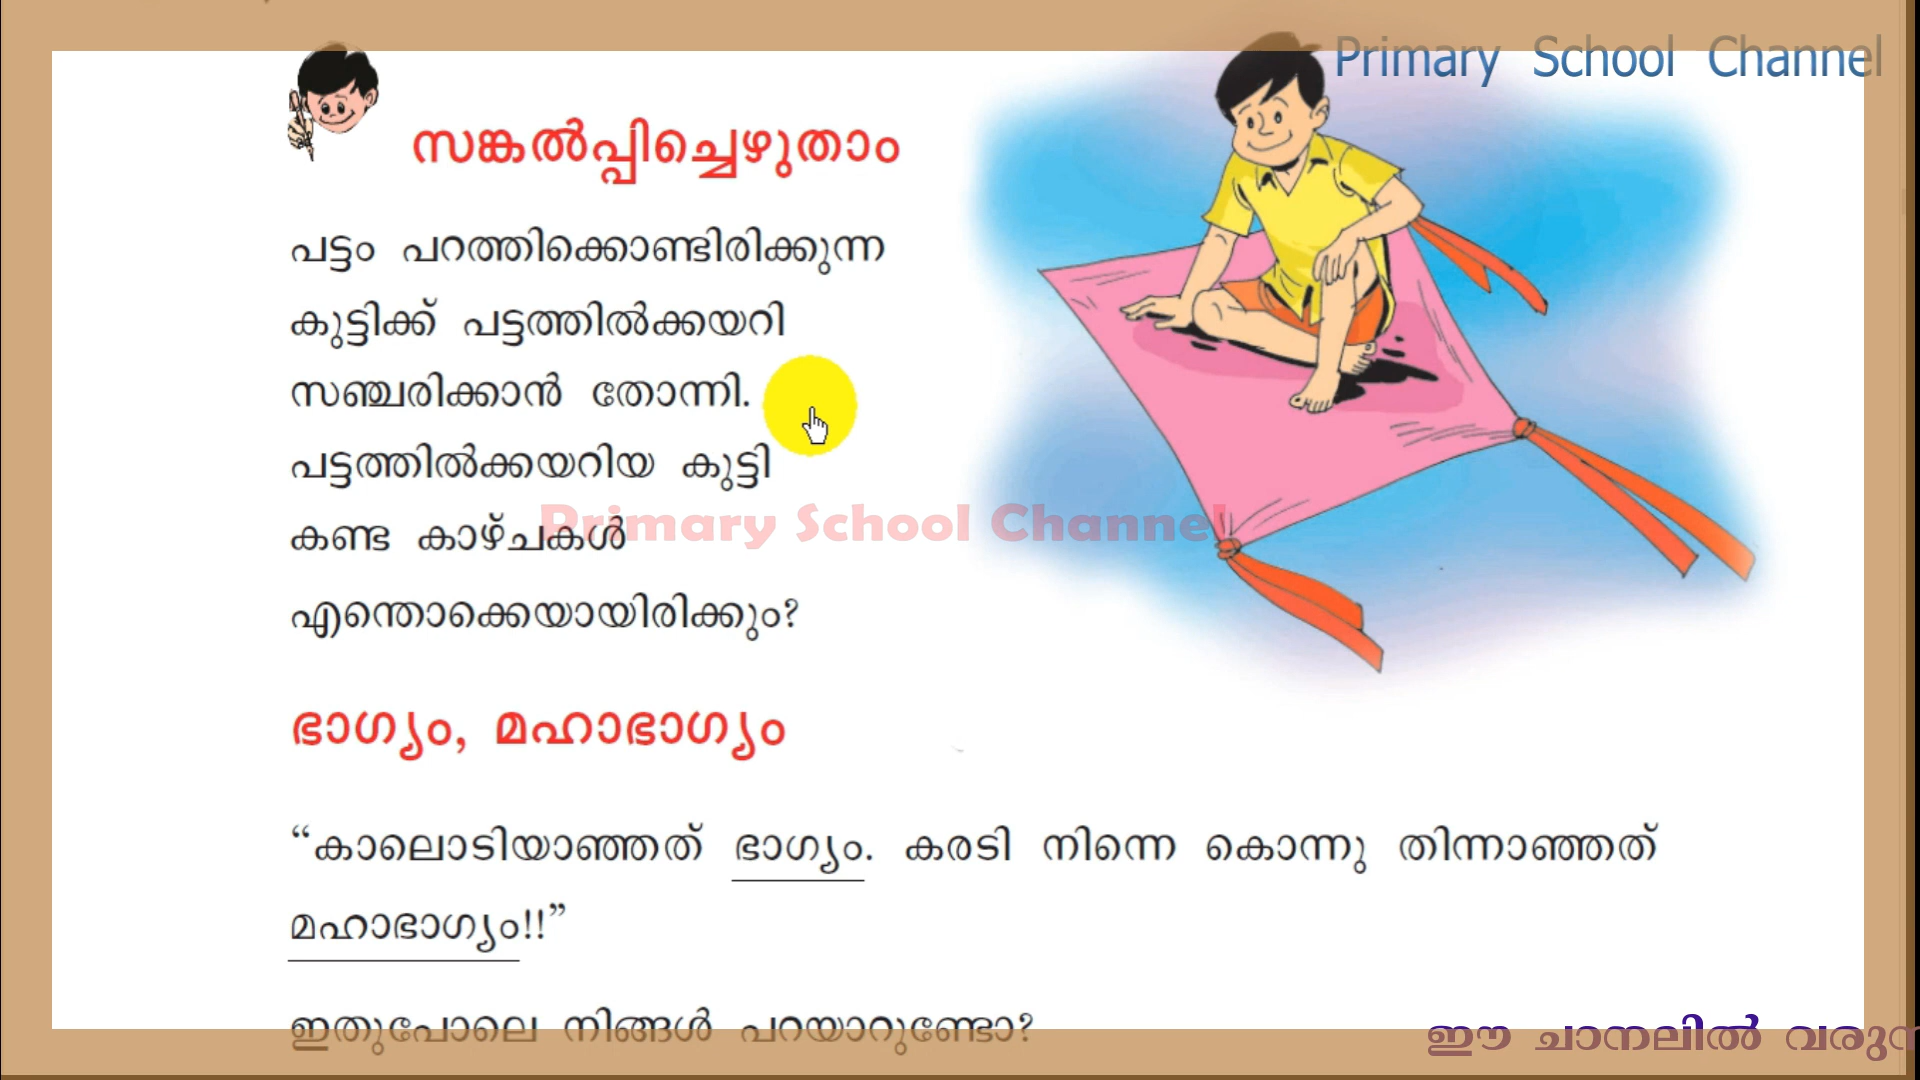 Primary School Channel
സങ്കൽപ്പിച്ചെഴുതാം
പട്ടം പറത്തിക്കൊണ്ടിരിക്കുന്ന
കുട്ടിക്ക് പട്ടത്തിൽക്കയറി
സഞ്ചരിക്കാൻ തോന്നി.
പട്ടത്തിൽക്കയറിയ കുട്ടി
Primary School Channel
കണ്ട കാഴ്ചകൾ
എന്തൊക്കെയായിരിക്കും?
ഭാഗ്യം, മഹാഭാഗ്യം
“കാലൊടിയാഞ്ഞത് ഭാഗ്യം. കരടി നിന്നെ കൊന്നു തിന്നാഞ്ഞത്
മഹാഭാഗ്യം!!”
ഇതുപോലെ നിങ്ങൾ പറയാറുണ്ടോ?
ഈ ചാനലിൽ